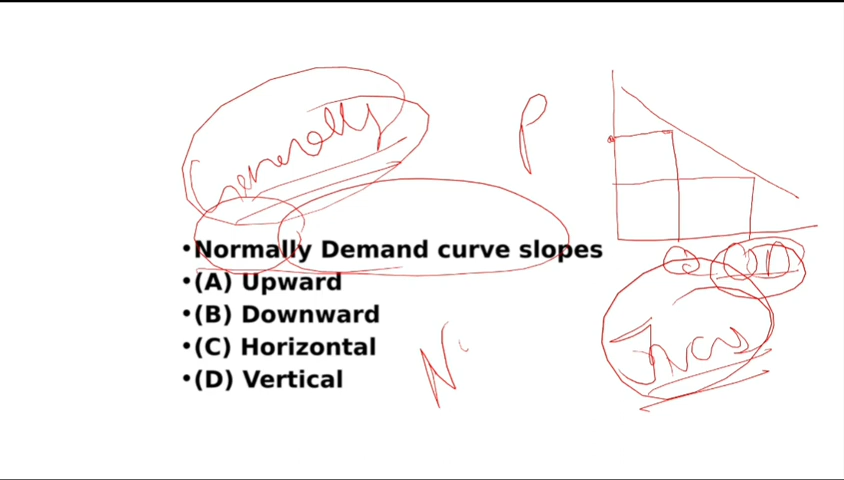 Generally
P
•Normally Demand curve slopes
•(A) Upward
•(B) Downward
•(C) Horizontal
•(D) Vertical
N